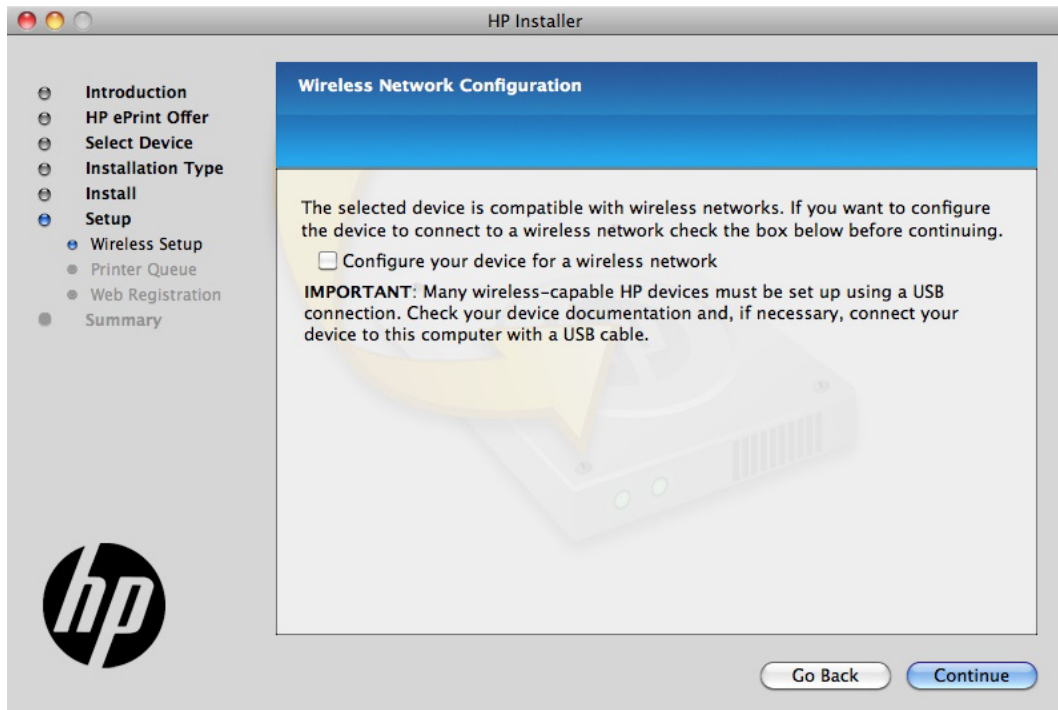 HP Installer
Introduction
HP ePrint Offer
Select Device
Installation Type
Install
Setup
Wireless Setup
Printer Queue
Web Registration
Summary
hp
Wireless Network Configuration
The selected device is compatible with wireless networks. If you want to configure
the device to connect to a wireless network check the box below before continuing.
Configure your device for a wireless network
IMPORTANT: Many wireless-capable HP devices must be set up using a USB
connection. Check your device documentation and, if necessary, connect your
device to this computer with a USB cable.
Go Back
Continue